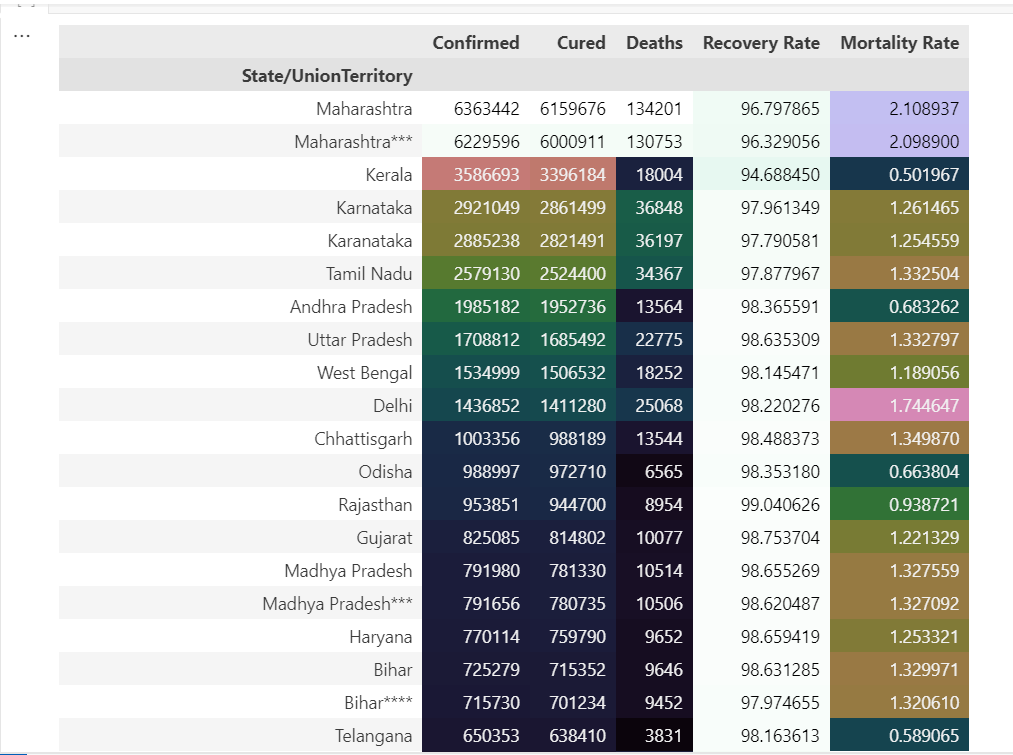 ...
Confirmed Cured Deaths Recovery Rate Mortality Rate
State/UnionTerritory
Maharashtra 6363442 6159676 134201 96.797865 2.108937
Maharashtra*** 6229596 6000911 130753 96.329056 2.098900
Kerala 3586693 3396184 18004 94.688450 0.501967
Karnataka 2921049 2861499 36848 97.961349 1.261465
Karanataka 2885238 2821491 36197 97.790581 1.254559
Tamil Nadu 2579130 2524400 34367 97.877967 1.332504
Andhra Pradesh 1985182 1952736 13564 98.365591 0.683262
Uttar Pradesh 1708812 1685492 22775 98.635309 1.332797
West Bengal 1534999 1506532 18252 98.145471 1.189056
Delhi 1436852 1411280 25068 98.220276 1.744647
Chhattisgarh 1003356 988189 13544 98.488373 1.349870
Odisha 988997 972710 6565 98.353180 0.663804
Rajasthan 953851 944700 8954 99.040626 0.938721
Gujarat 825085 814802 10077 98.753704 1.221329
Madhya Pradesh 791980 781330 10514 98.655269 1.327559
Madhya Pradesh*** 791656 780735 10506 98.620487 1.327092
Haryana 770114 759790 9652 98.659419 1.253321
Bihar 725279 715352 9646 98.631285 1.329971
Bihar**** 715730 701234 9452 97.974655 1.320610
Telangana 650353 638410 3831 98.163613 0.589065